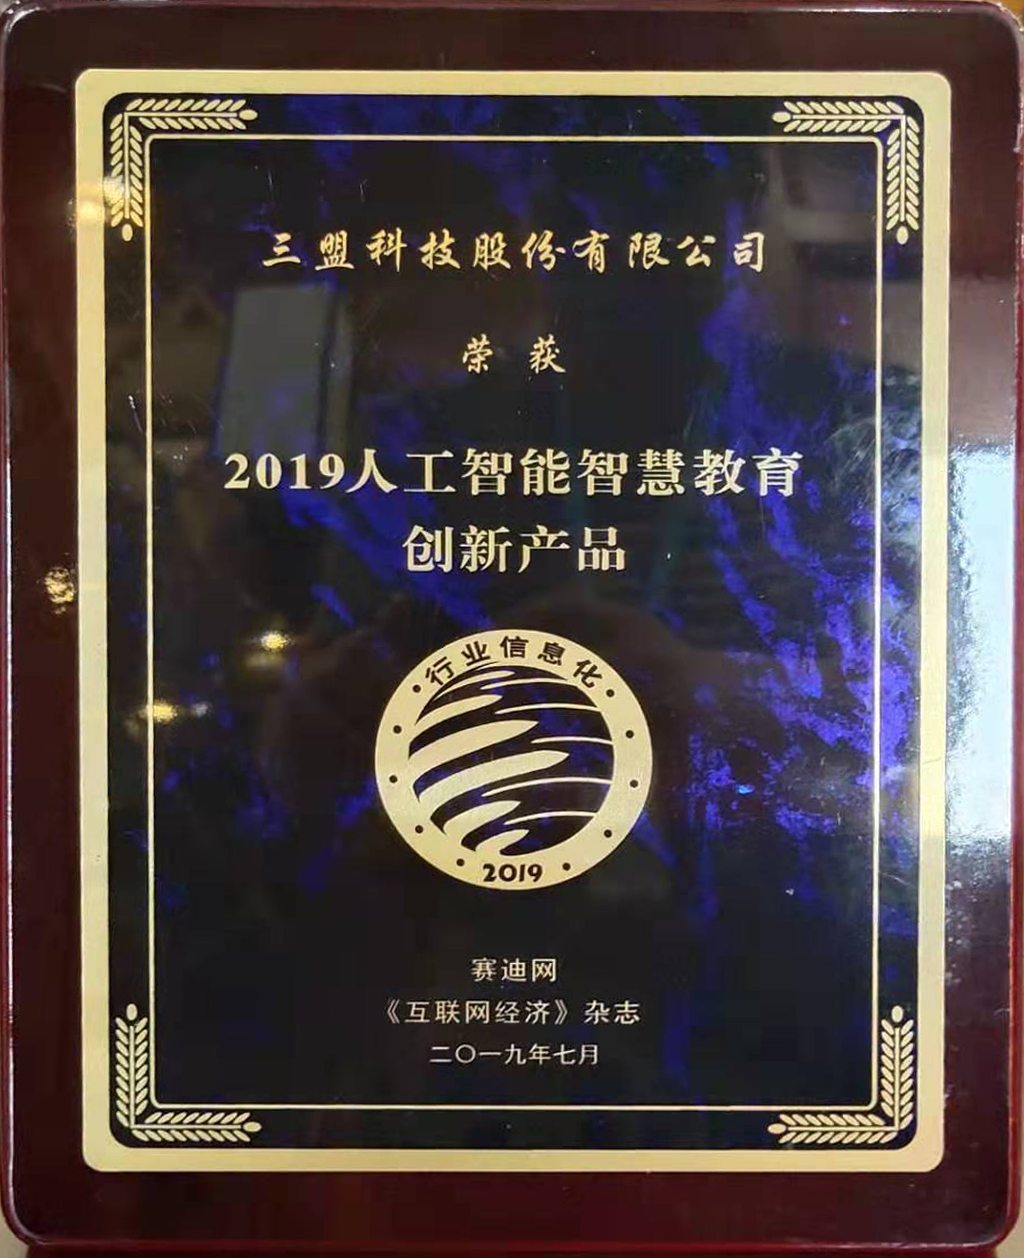 三盟科技股份有限公司
荣获
2019人工智能智慧教育
创新产品
行业信息化
2019
赛迪网
《互联网经济》杂志
二〇一九年七月